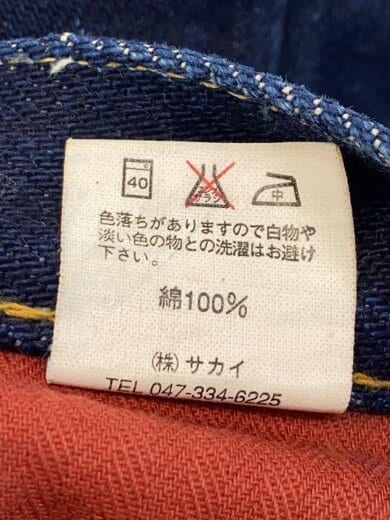 40
エンソ
サラシ
中
色落ちがありますので白物や
淡い色の物との洗濯はお避け
下さい。
綿100%
(株) サカイ
TEL 047-334-6225